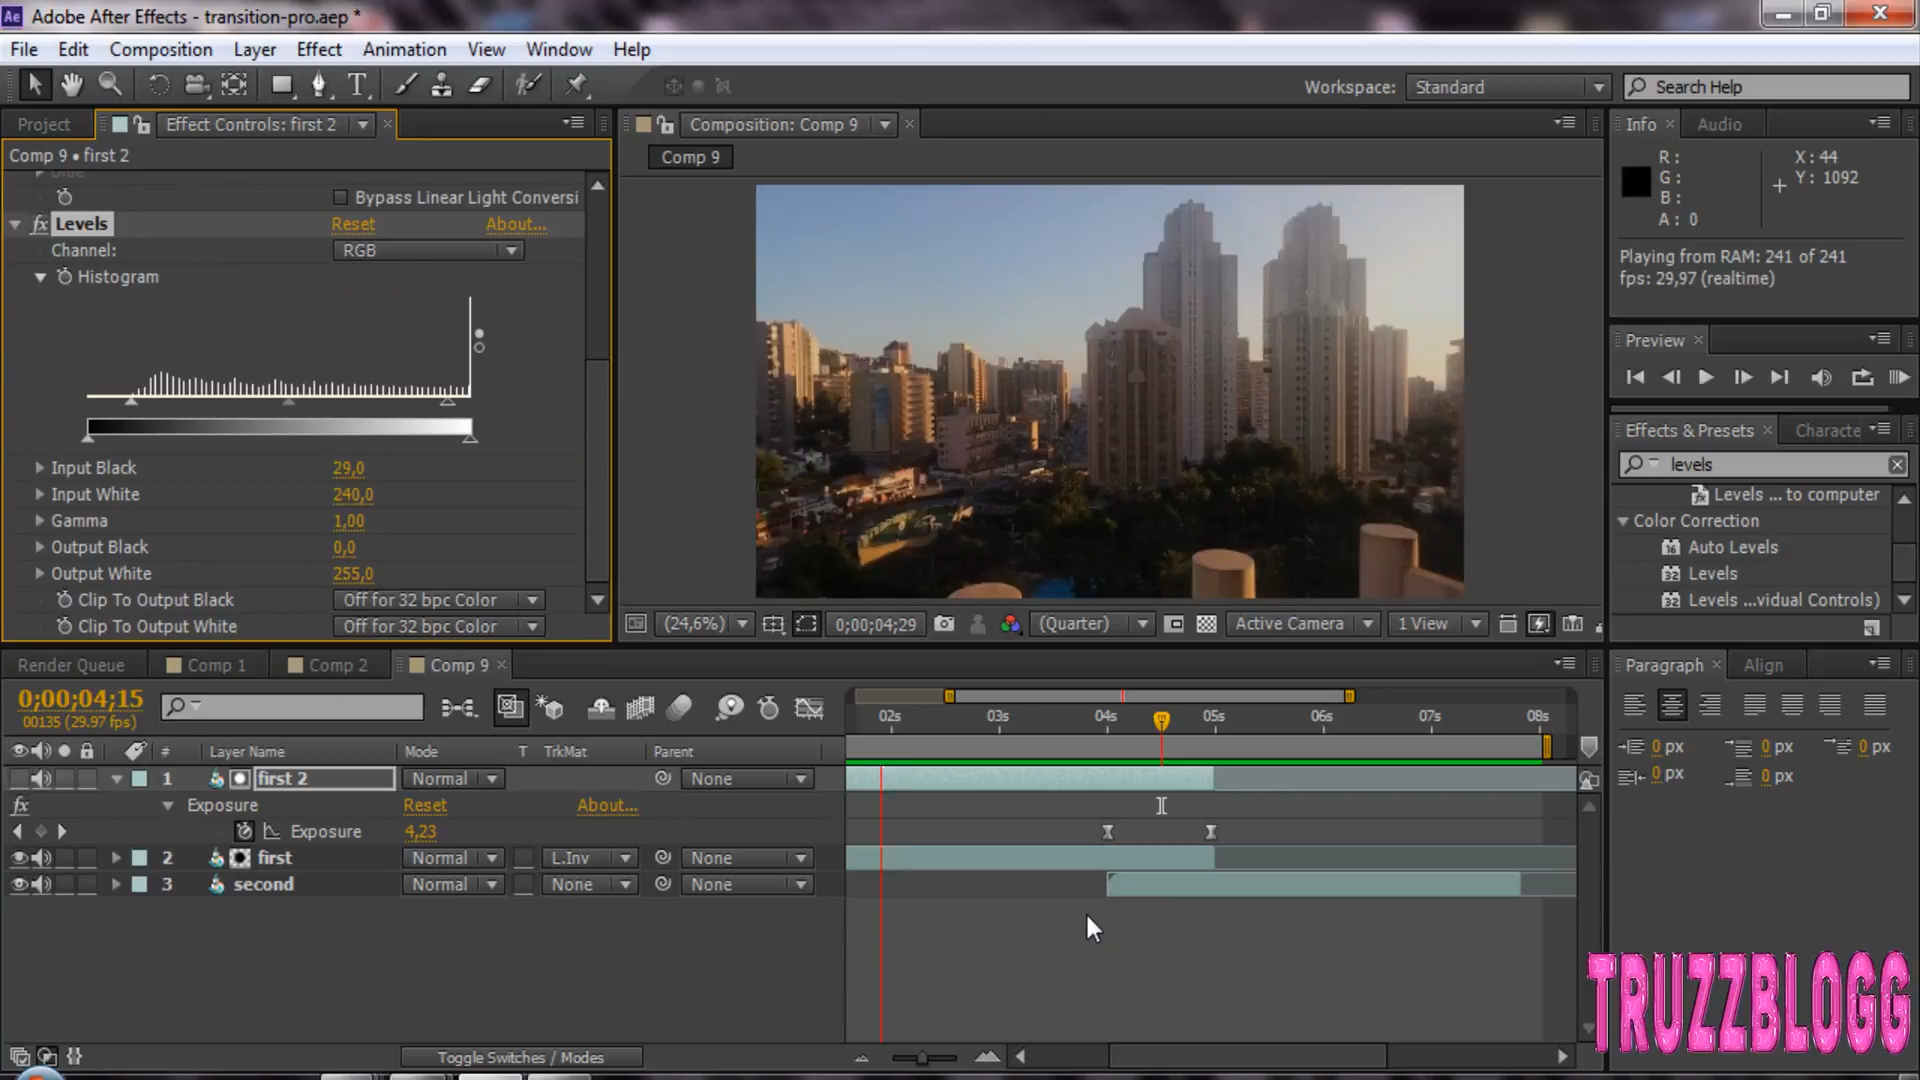 Ae Adobe After Effects - transition-pro.aep *
File Edit Composition Layer Effect Animation View Window Help
T Workspace: Standard Search Help
Project Effect Controls: first 2 Composition: Comp 9 Info Audio
Comp 9 • first 2
Comp 9
R: X: 44
G: Y: 1092
B:
A: 0
Blue
Bypass Linear Light Conversi
fx Levels Reset About...
Channel: RGB
Histogram
Playing from RAM: 241 of 241
fps: 29,97 (realtime)
Preview
Effects & Presets Characte
levels
Levels ... to computer
Color Correction
16 Auto Levels
32 Levels
32 Levels ...vidual Controls)
Input Black 29,0
Input White 240,0
Gamma 1,00
Output Black 0,0
Output White 255,0
Clip To Output Black Off for 32 bpc Color
Clip To Output White Off for 32 bpc Color
(24,6%) 0;00;04;29 (Quarter) Active Camera 1 View
Render Queue Comp 1 Comp 2 Comp 9
Paragraph Align
0;00;04;15
00135 (29.97 fps)
02s 03s 04s 05s 06s 07s 08s
# Layer Name Mode T TrkMat Parent
0 px 0 px 0 px
0 px 0 px
1 first 2 Normal None
fx Exposure Reset About...
Exposure 4,23
2 first Normal L.Inv None
3 second Normal None None
Toggle Switches / Modes
TRUZZBLOGG